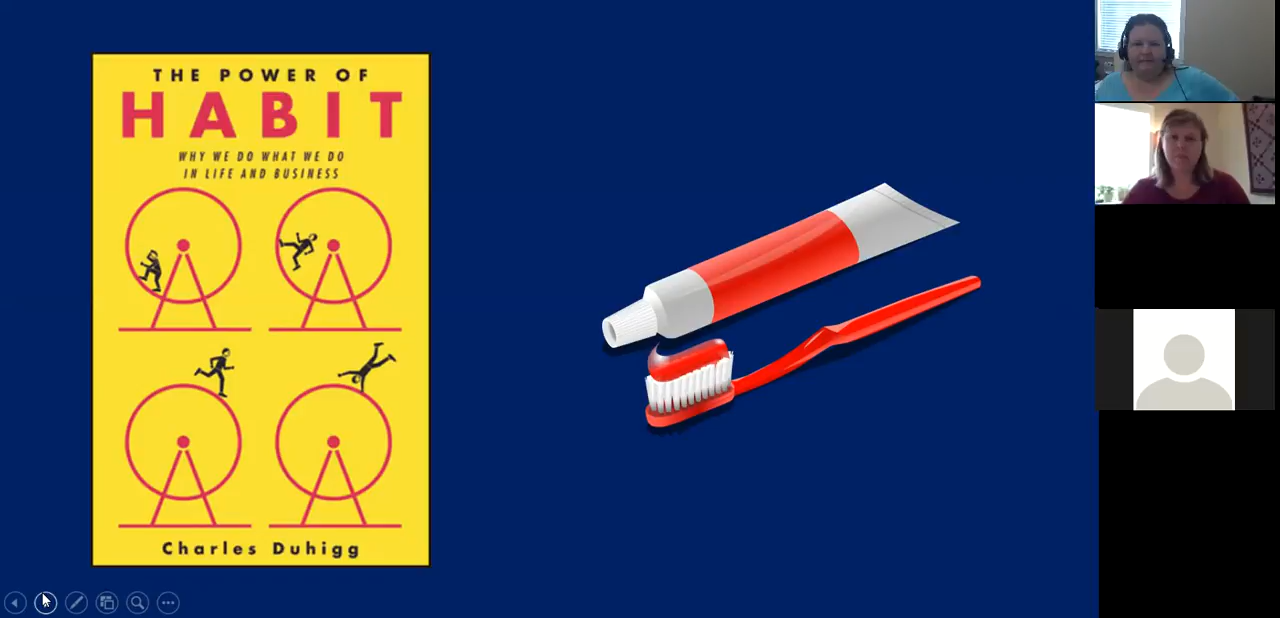 THE POWER OF
HABIT
WHY WE DO WHAT WE DO
IN LIFE AND BUSINESS
Charles Duhigg